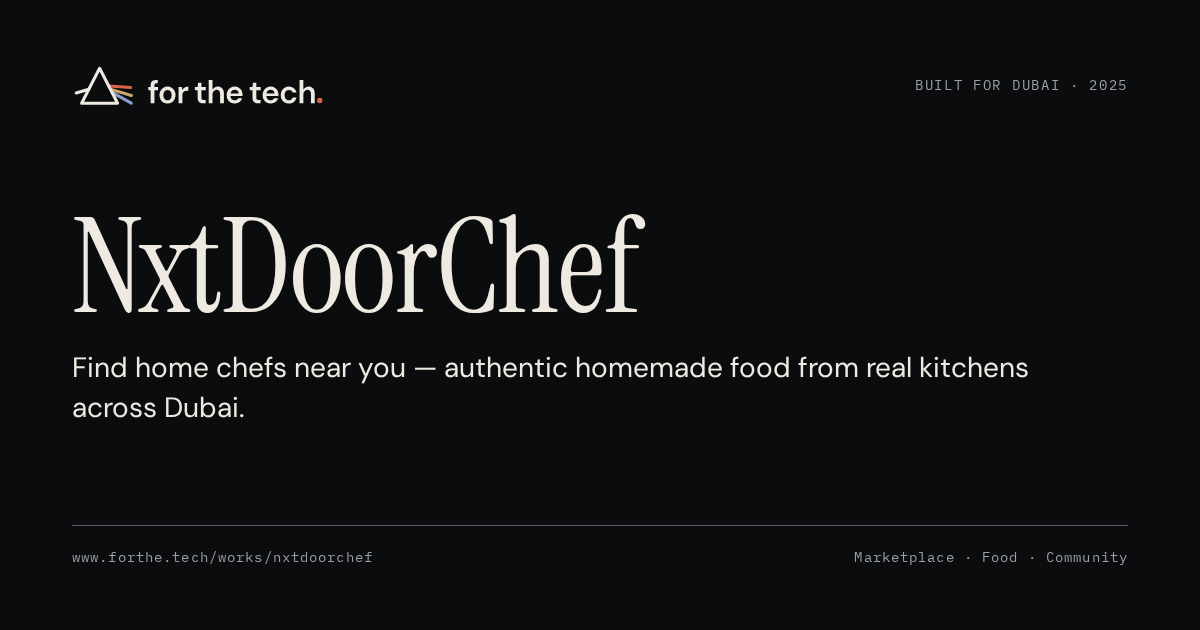 for the tech.
BUILT FOR DUBAI · 2025
NxtDoorChef
Find home chefs near you — authentic homemade food from real kitchens
across Dubai.
www.forthe.tech/works/nxtdoorchef
Marketplace · Food · Community